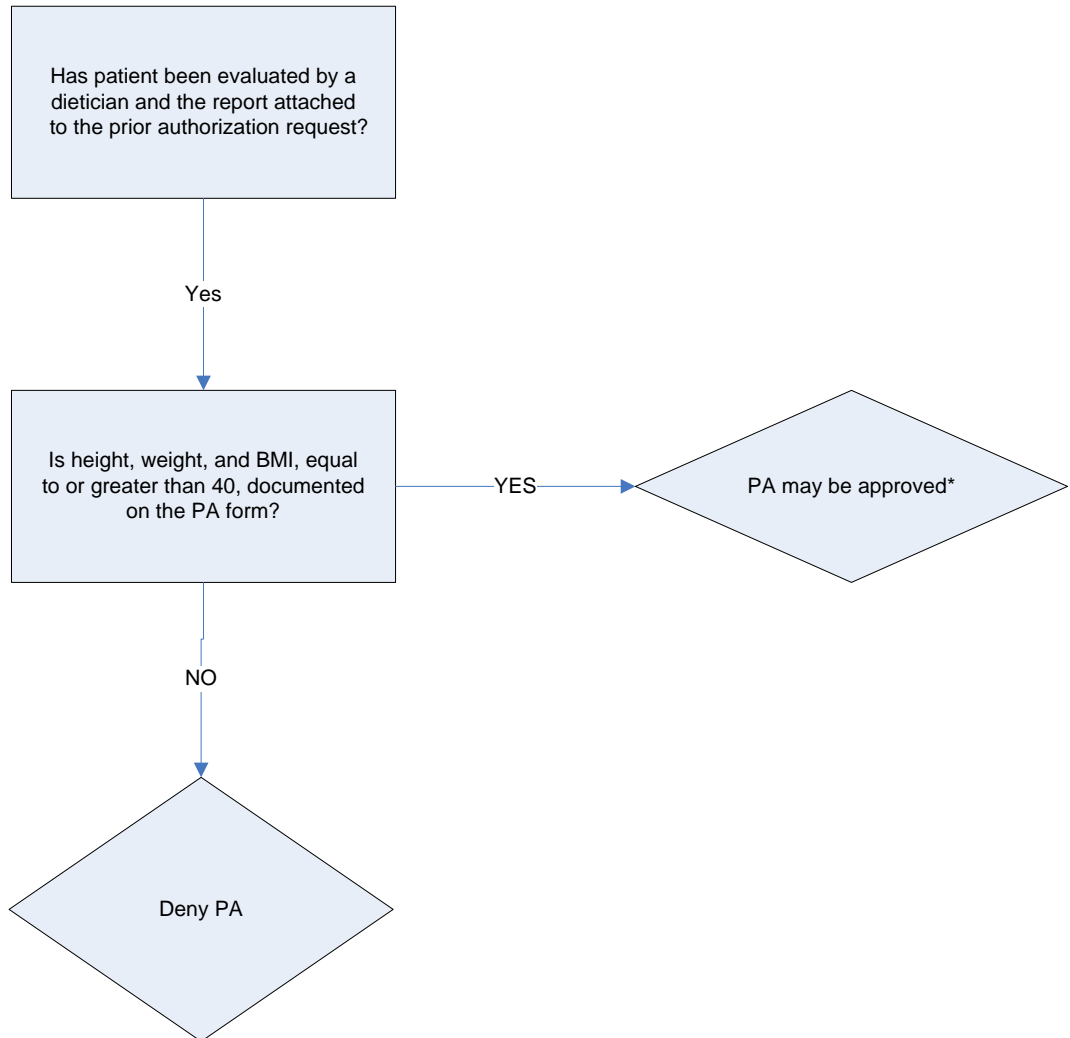 Has patient been evaluated by a
dietician and the report attached
to the prior authorization request?
Yes
Is height, weight, and BMI, equal
to or greater than 40, documented
on the PA form?
YES
PA may be approved*
NO
Deny PA